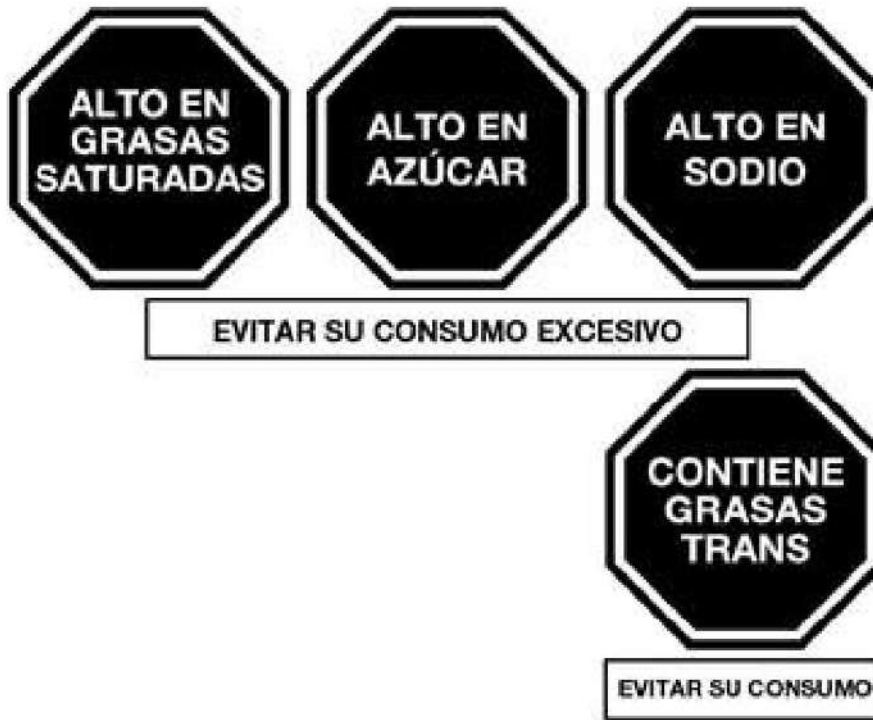 ALTO EN
GRASAS
SATURADAS
ALTO EN
AZÚCAR
ALTO EN
SODIO
EVITAR SU CONSUMO EXCESIVO
CONTIENE
GRASAS
TRANS
EVITAR SU CONSUMO